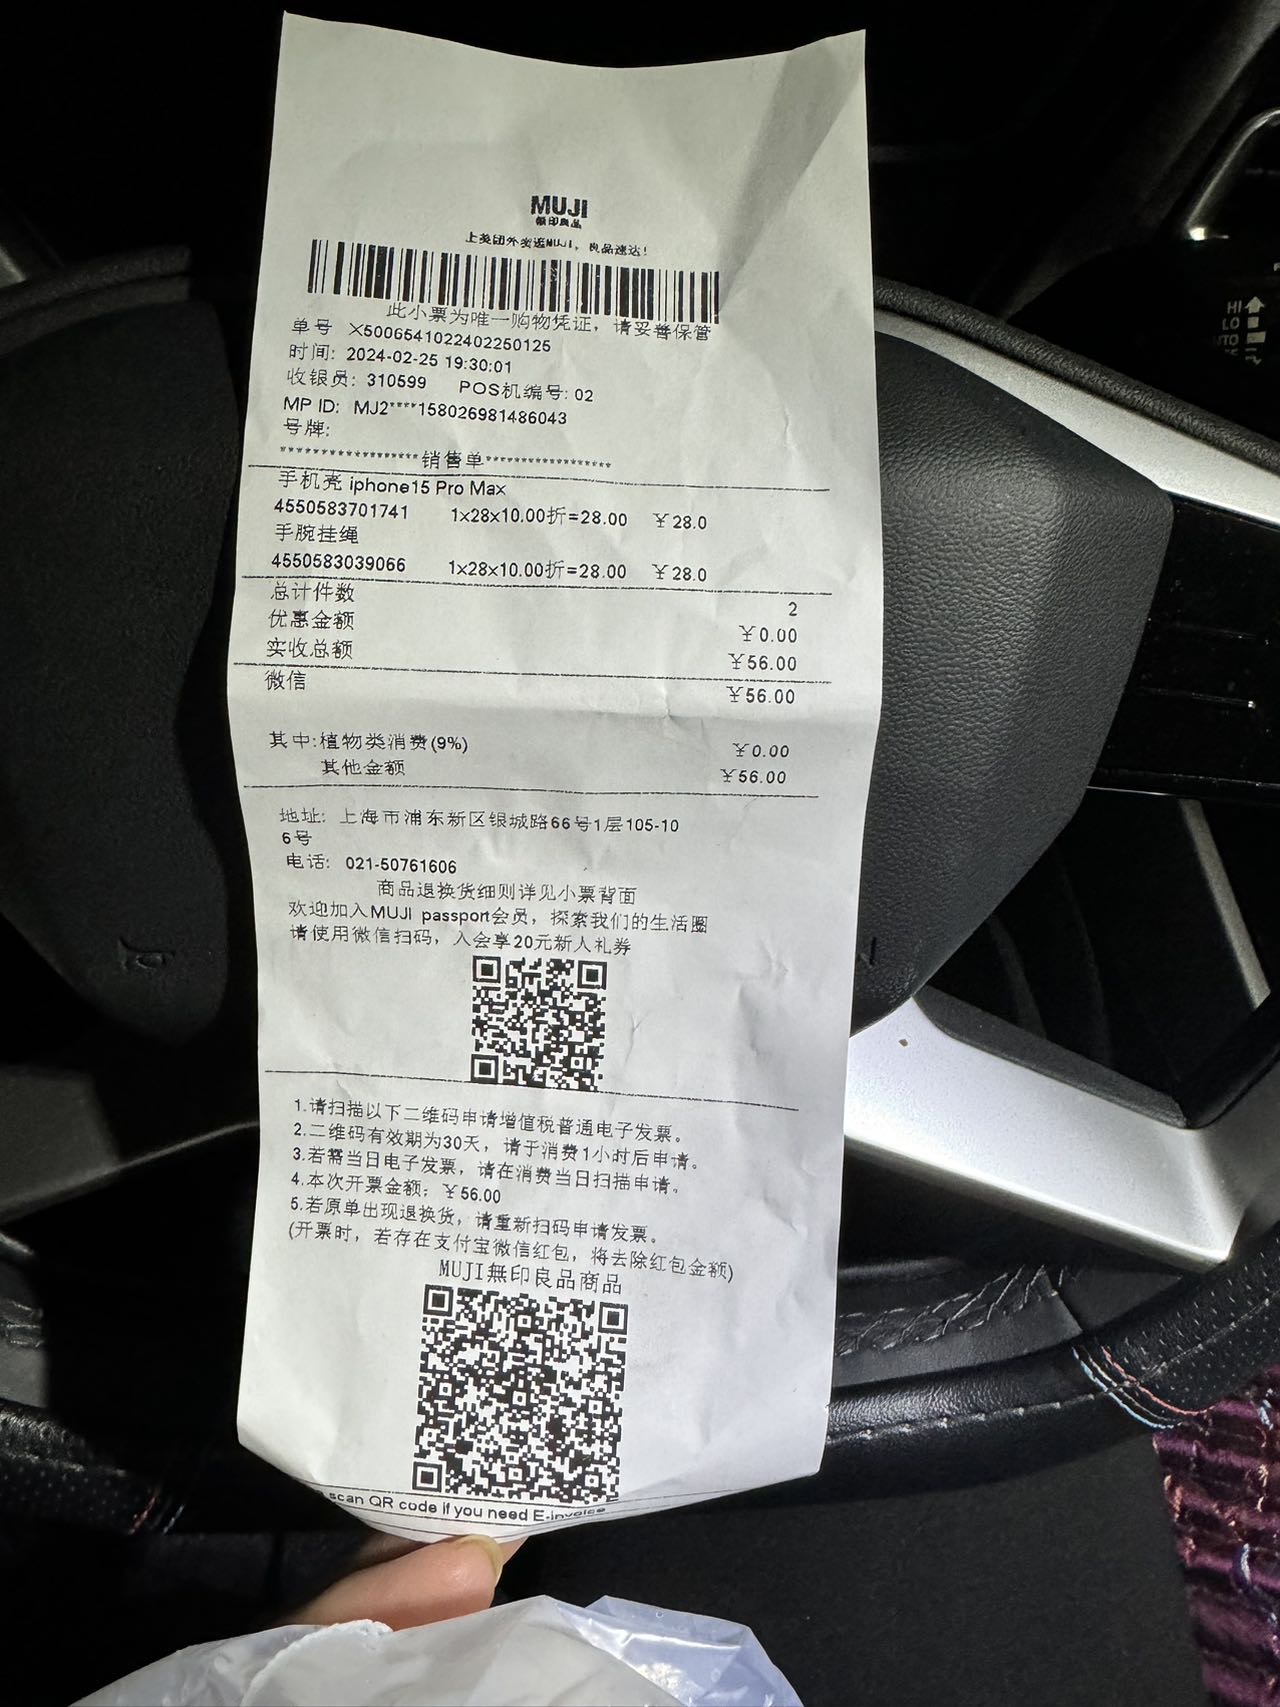 MUJI
無印良品
上美团外卖逛MUJI，良品速达！
此小票为唯一购物凭证，请妥善保管
单号 X5006541022402250125
时间: 2024-02-25 19:30:01
收银员: 310599 POS机编号: 02
MP ID: MJ2****158026981486043
号牌:
******************销售单******************
手机壳 iphone15 Pro Max
4550583701741 1x28x10.00折=28.00 ￥28.0
手腕挂绳
4550583039066 1x28x10.00折=28.00 ￥28.0
总计件数 2
优惠金额 ￥0.00
实收总额 ￥56.00
微信 ￥56.00
其中:植物类消费(9%) ￥0.00
其他金额 ￥56.00
地址: 上海市浦东新区银城路66号1层105-10
6号
电话: 021-50761606
商品退换货细则详见小票背面
欢迎加入MUJI passport会员，探索我们的生活圈
请使用微信扫码，入会享20元新人礼券
1.请扫描以下二维码申请增值税普通电子发票。
2.二维码有效期为30天，请于消费1小时后申请。
3.若需当日电子发票，请在消费当日扫描申请。
4.本次开票金额：￥56.00
5.若原单出现退换货，请重新扫码申请发票。
(开票时，若存在支付宝微信红包，将去除红包金额)
MUJI無印良品商品
scan QR code if you need E-invoice
HI
LO